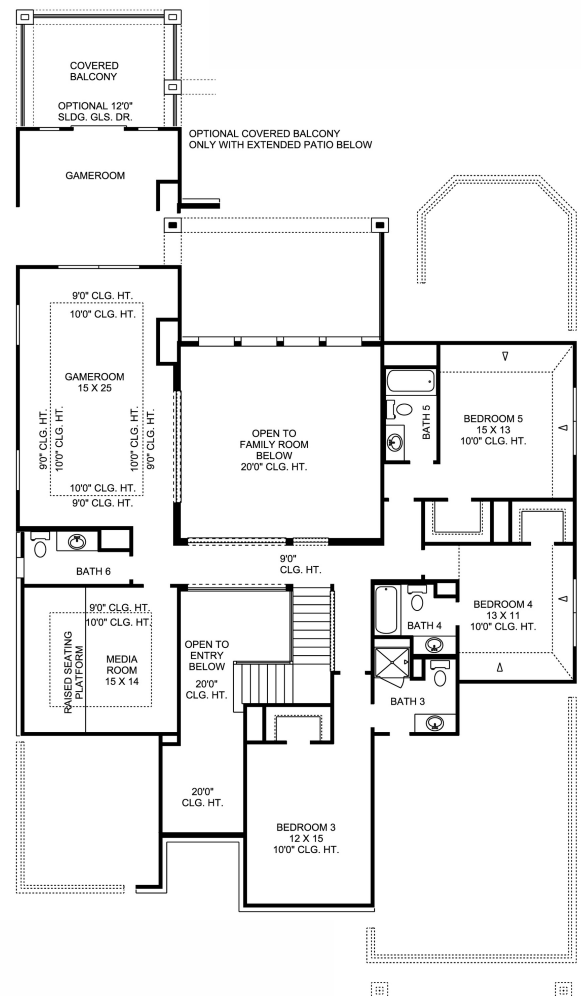 COVERED
BALCONY
OPTIONAL 12'0"
SLDG. GLS. DR.
OPTIONAL COVERED BALCONY
ONLY WITH EXTENDED PATIO BELOW
GAMEROOM
9'0" CLG. HT.
10'0" CLG. HT.
GAMEROOM
15 X 25
9'0" CLG. HT.
10'0" CLG. HT.
10'0" CLG. HT.
9'0" CLG. HT.
10'0" CLG. HT.
9'0" CLG. HT.
OPEN TO
FAMILY ROOM
BELOW
20'0" CLG. HT.
BATH 5
BEDROOM 5
15 X 13
10'0" CLG. HT.
9'0"
CLG. HT.
BATH 6
9'0" CLG. HT.
10'0" CLG. HT.
RAISED SEATING
PLATFORM
MEDIA
ROOM
15 X 14
OPEN TO
ENTRY
BELOW
20'0"
CLG. HT.
BATH 4
BEDROOM 4
13 X 11
10'0" CLG. HT.
BATH 3
20'0"
CLG. HT.
BEDROOM 3
12 X 15
10'0" CLG. HT.